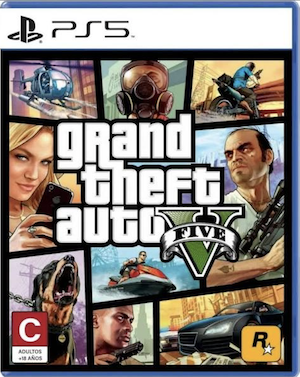 PS5
grand
theft
auto
V
FIVE
C
ADULTOS
+18 AÑOS
R★